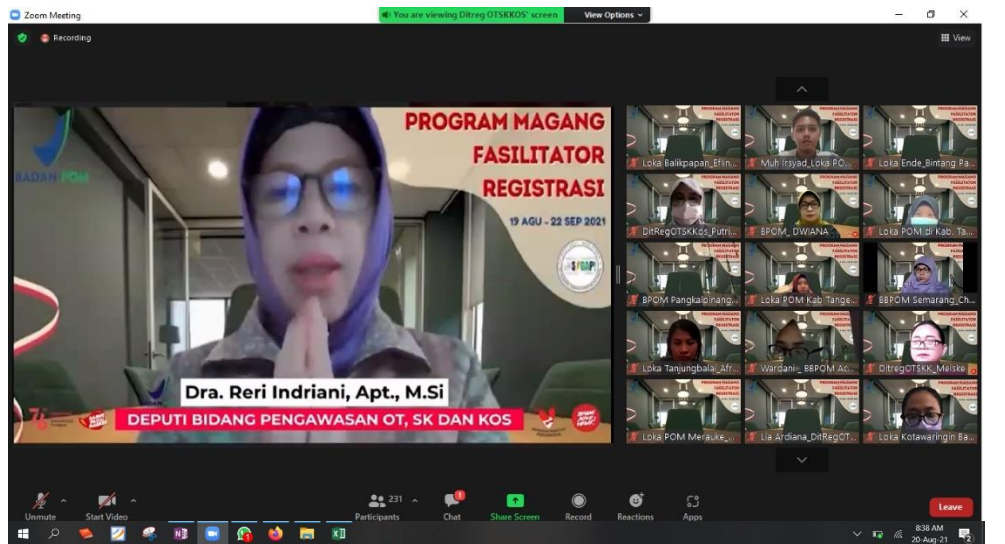 Zoom Meeting
You are viewing Ditreg OTSKKOS' screen
View Options
Recording
View
BADAN POM
PROGRAM MAGANG
FASILITATOR
REGISTRASI
19 AGU - 22 SEP 2021
Dra. Reri Indriani, Apt., M.Si
DEPUTI BIDANG PENGAWASAN OT, SK DAN KOS
Loka Balikpapan_Eflin...
Muh Irsyad_Loka PO...
Loka Ende_Bintang Pa...
DitRegOTSKKos_Putri...
BPOM_ DWIANA
Loka POM di Kab. Ta...
BPOM Pangkalpinang...
Loka POM Kab Tange...
BBPOM Semarang_Ch...
Loka Tanjungbalai_Afr...
Wardani_ BBPOM Ac...
DitregOTSKK_Meiske
Loka POM Merauke_...
Lia Ardiana_DitRegOT...
Loka Kotawaringin Ba...
Unmute
Start Video
231
Participants
1
Chat
Share Screen
Record
Reactions
Apps
Leave
8:38 AM
20-Aug-21
2